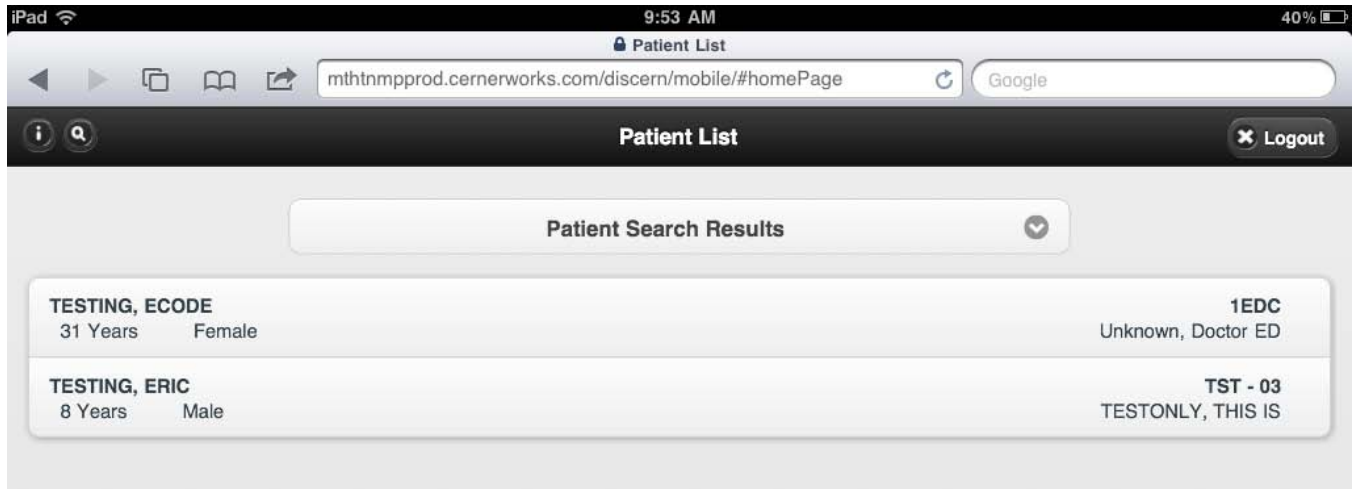 iPad 9:53 AM 40%
Patient List
mthtnmpprod.cernerworks.com/discern/mobile/#homePage Google
i Patient List Logout
Patient Search Results
TESTING, ECODE 1EDC
31 Years Female Unknown, Doctor ED
TESTING, ERIC TST - 03
8 Years Male TESTONLY, THIS IS